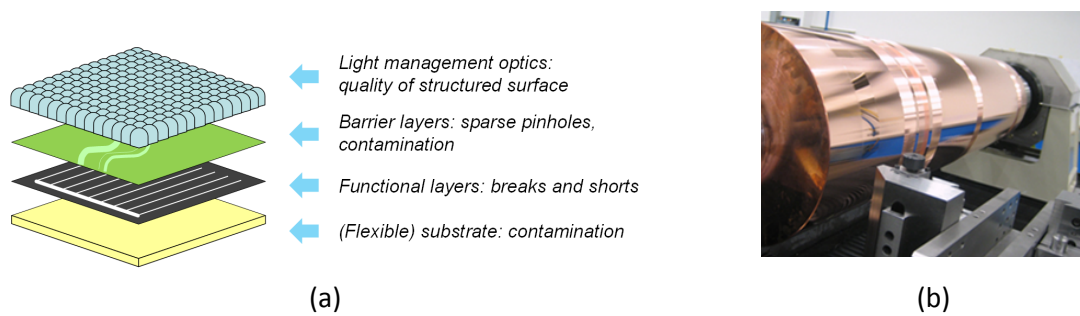 Light management optics:
quality of structured surface
Barrier layers: sparse pinholes,
contamination
Functional layers: breaks and shorts
(Flexible) substrate: contamination
(a)
(b)